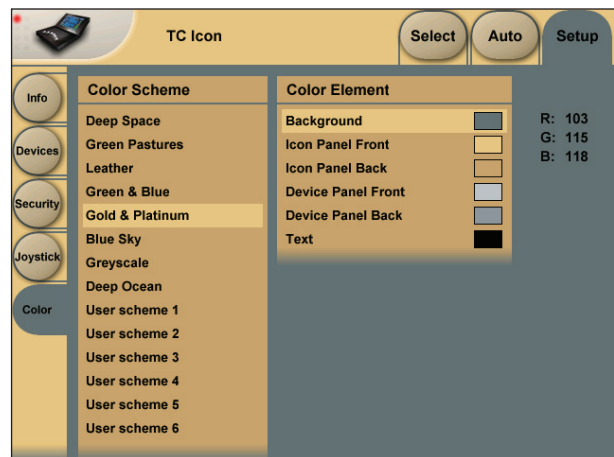 TC Icon
Select
Auto
Setup
Info
Devices
Security
Joystick
Color
Color Scheme
Deep Space
Green Pastures
Leather
Green & Blue
Gold & Platinum
Blue Sky
Greyscale
Deep Ocean
User scheme 1
User scheme 2
User scheme 3
User scheme 4
User scheme 5
User scheme 6
Color Element
Background
Icon Panel Front
Icon Panel Back
Device Panel Front
Device Panel Back
Text
R: 103
G: 115
B: 118